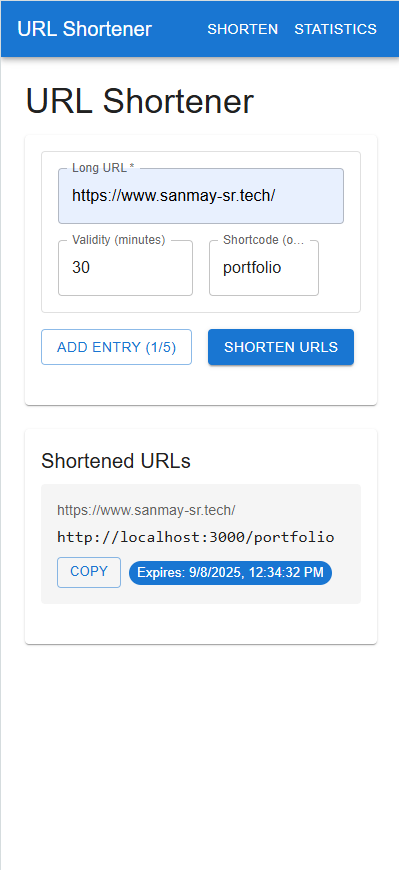 URL Shortener SHORTEN STATISTICS
URL Shortener
Long URL *
https://www.sanmay-sr.tech/
Validity (minutes) Shortcode (o...
30 portfolio
ADD ENTRY (1/5) SHORTEN URLS
Shortened URLs
https://www.sanmay-sr.tech/
http://localhost:3000/portfolio
COPY Expires: 9/8/2025, 12:34:32 PM